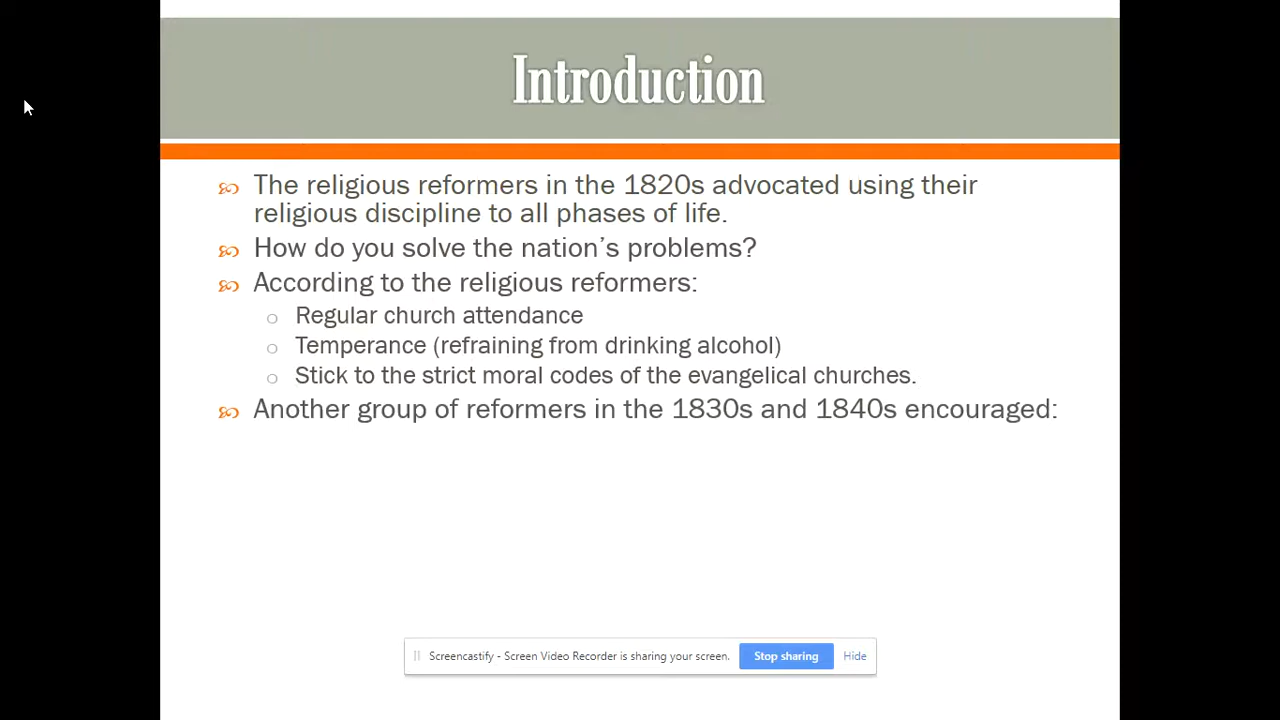 Introduction
The religious reformers in the 1820s advocated using their
religious discipline to all phases of life.
How do you solve the nation’s problems?
According to the religious reformers:
Regular church attendance
Temperance (refraining from drinking alcohol)
Stick to the strict moral codes of the evangelical churches.
Another group of reformers in the 1830s and 1840s encouraged:
Screencastify - Screen Video Recorder is sharing your screen. Stop sharing Hide